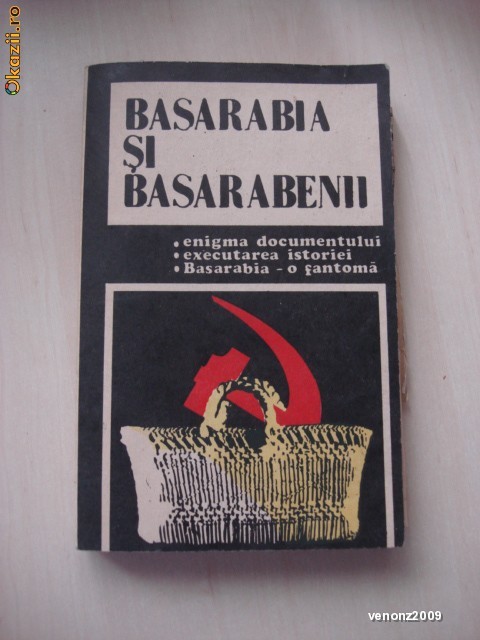 Okazii.ro
BASARABIA
ŞI
BASARABENII
• enigma documentului
• executarea istoriei
• Basarabia - o fantomă
venonz2009